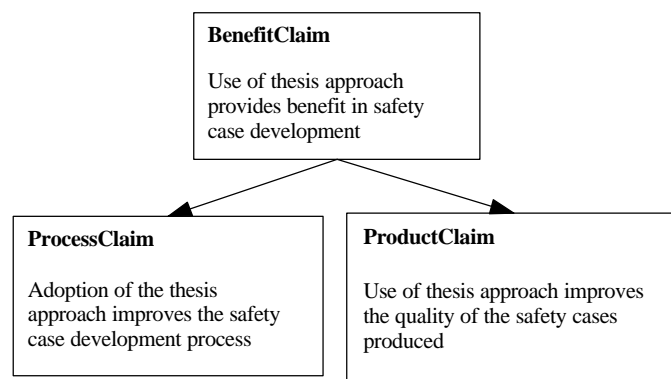 BenefitClaim
Use of thesis approach
provides benefit in safety
case development
ProcessClaim
Adoption of the thesis
approach improves the safety
case development process
ProductClaim
Use of thesis approach improves
the quality of the safety cases
produced